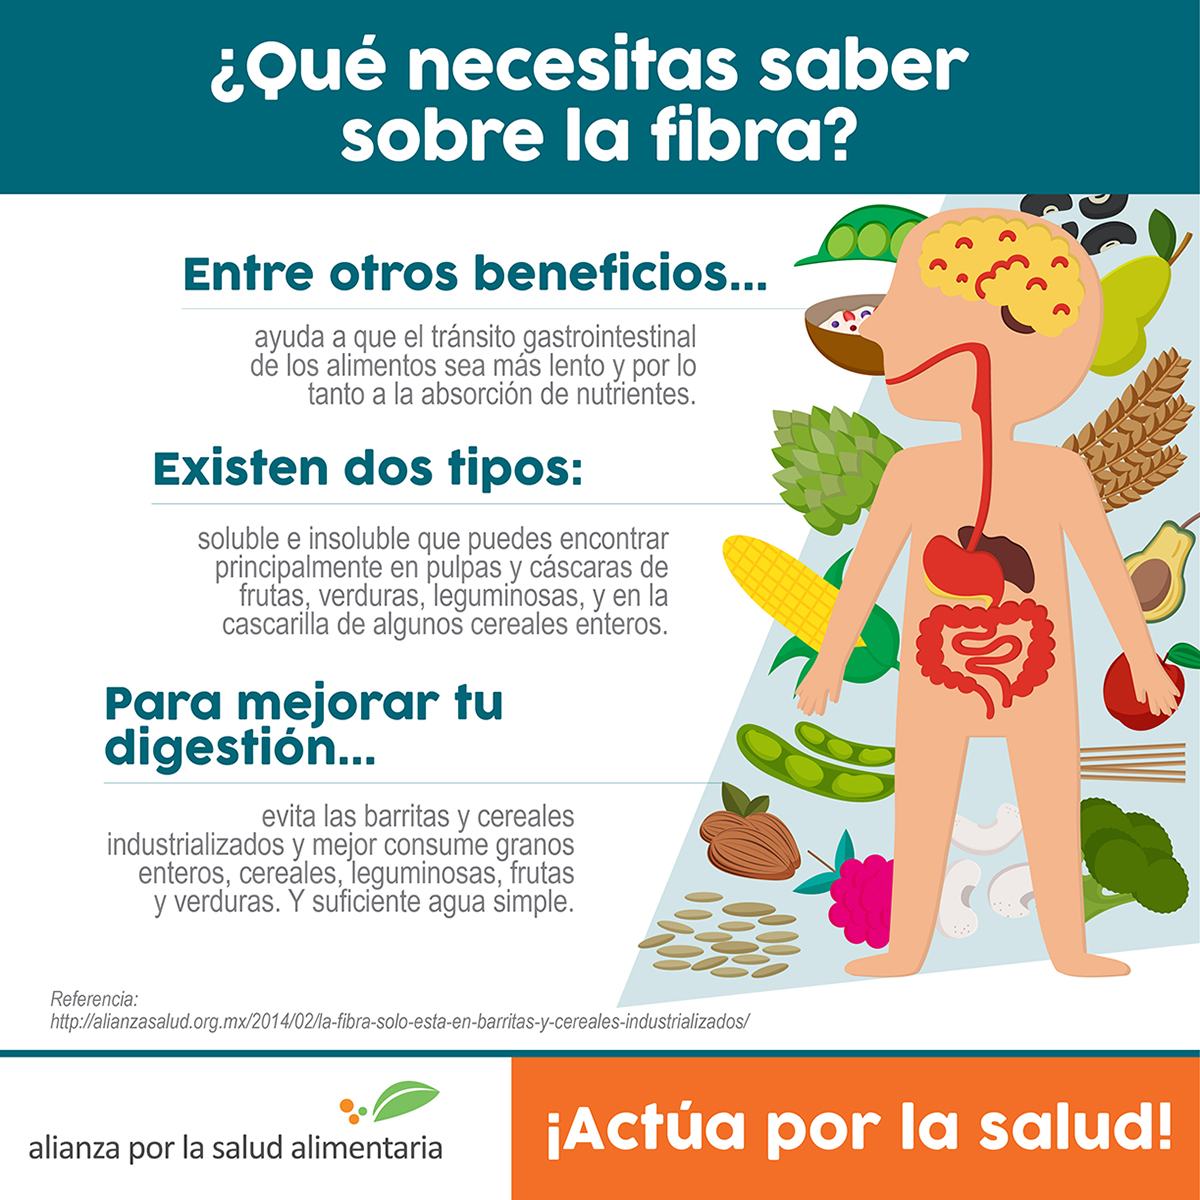 ¿Qué necesitas saber
sobre la fibra?
Entre otros beneficios...
ayuda a que el tránsito gastrointestinal
de los alimentos sea más lento y por lo
tanto a la absorción de nutrientes.
Existen dos tipos:
soluble e insoluble que puedes encontrar
principalmente en pulpas y cáscaras de
frutas, verduras, leguminosas, y en la
cascarilla de algunos cereales enteros.
Para mejorar tu
digestión...
evita las barritas y cereales
industrializados y mejor consume granos
enteros, cereales, leguminosas, frutas
y verduras. Y suficiente agua simple.
Referencia:
http://alianzasalud.org.mx/2014/02/la-fibra-solo-esta-en-barritas-y-cereales-industrializados/
alianza por la salud alimentaria
¡Actúa por la salud!